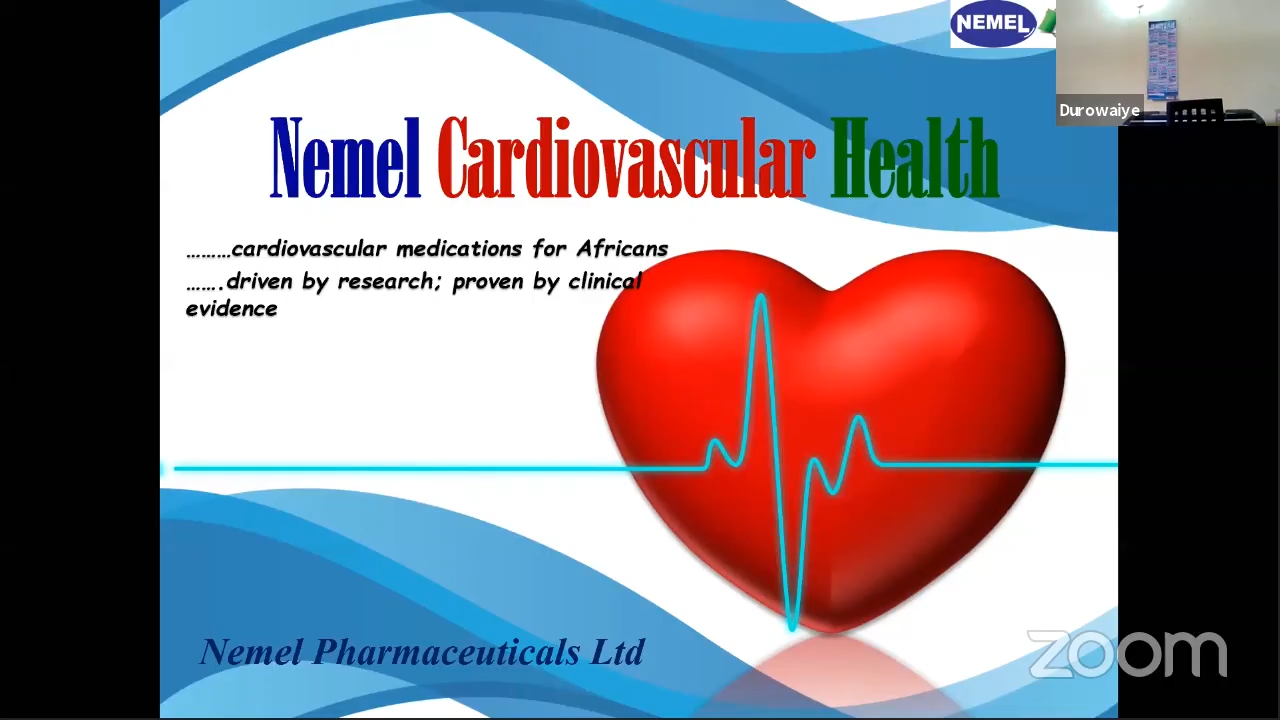 NEMEL
Durowaiye
Nemel Cardiovascular Health
………cardiovascular medications for Africans
…….driven by research; proven by clinical
evidence
Nemel Pharmaceuticals Ltd
zoom